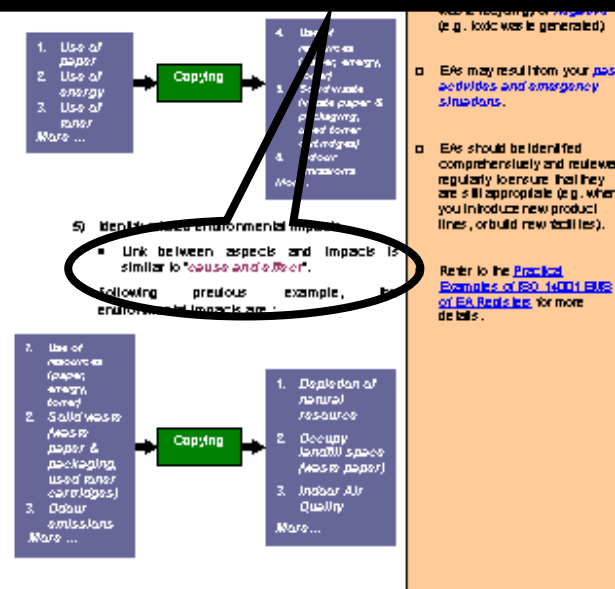 1. Use of
paper
2. Use of
energy
3. Use of
toner
More ...
Copying
4. Use of
resources
energy,
5. Solid waste
(waste paper &
packaging,
used toner
cartridges)
6. Odour
emissions
5) Identify environmental impacts
▪ Link between aspects and impacts is
similar to "cause and effect".
Following previous example, the
environmental impacts are :
1. Use of
resources
(paper,
energy,
toner)
2. Solid waste
(waste
paper &
packaging,
used toner
cartridges)
3. Odour
emissions
More ...
Copying
1. Depletion of
natural
resource
2. Occupy
landfill space
(waste paper)
3. Indoor Air
Quality
More...
(e.g. toxic waste generated)
EAs may result from your
activities and emergency
situations.
EAs should be identified
comprehensively and
regularly to ensure that they
are still appropriate (e.g. when
you introduce new product
lines, or build new facilities).
Refer to the Practical
Examples of ISO 14001 EMS
of EA Registers for more
details.